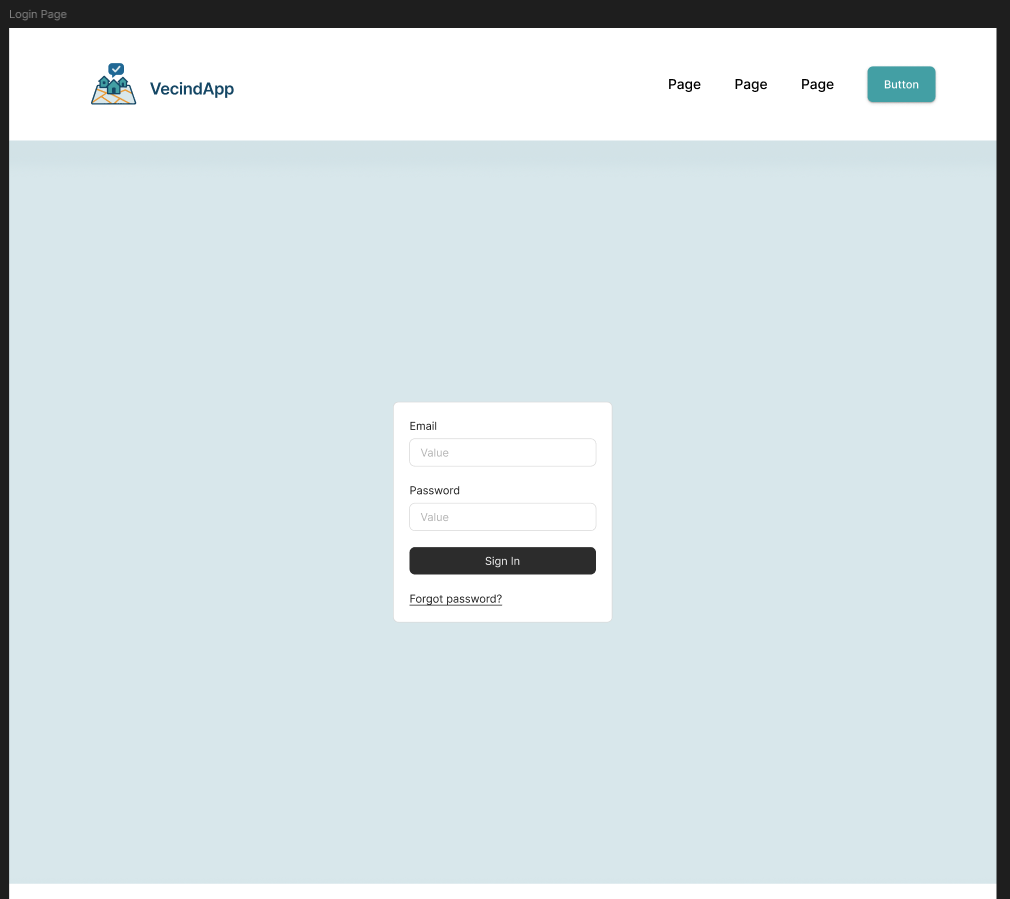 Login Page
VecindApp
Page Page Page Button
Email
Value
Password
Value
Sign In
Forgot password?